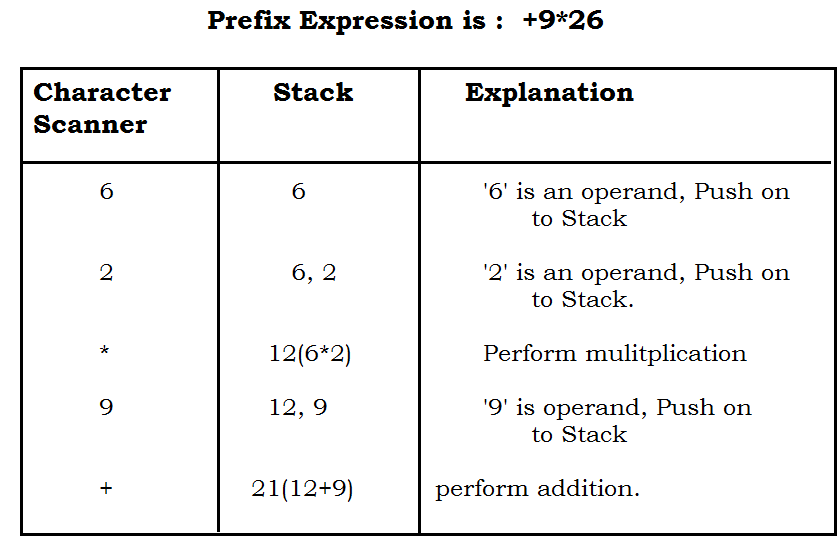 Prefix Expression is : +9*26
Character Scanner Stack Explanation
6 6 '6' is an operand, Push on
to Stack
2 6, 2 '2' is an operand, Push on
to Stack.
* 12(6*2) Perform mulitplication
9 12, 9 '9' is operand, Push on
to Stack
+ 21(12+9) perform addition.